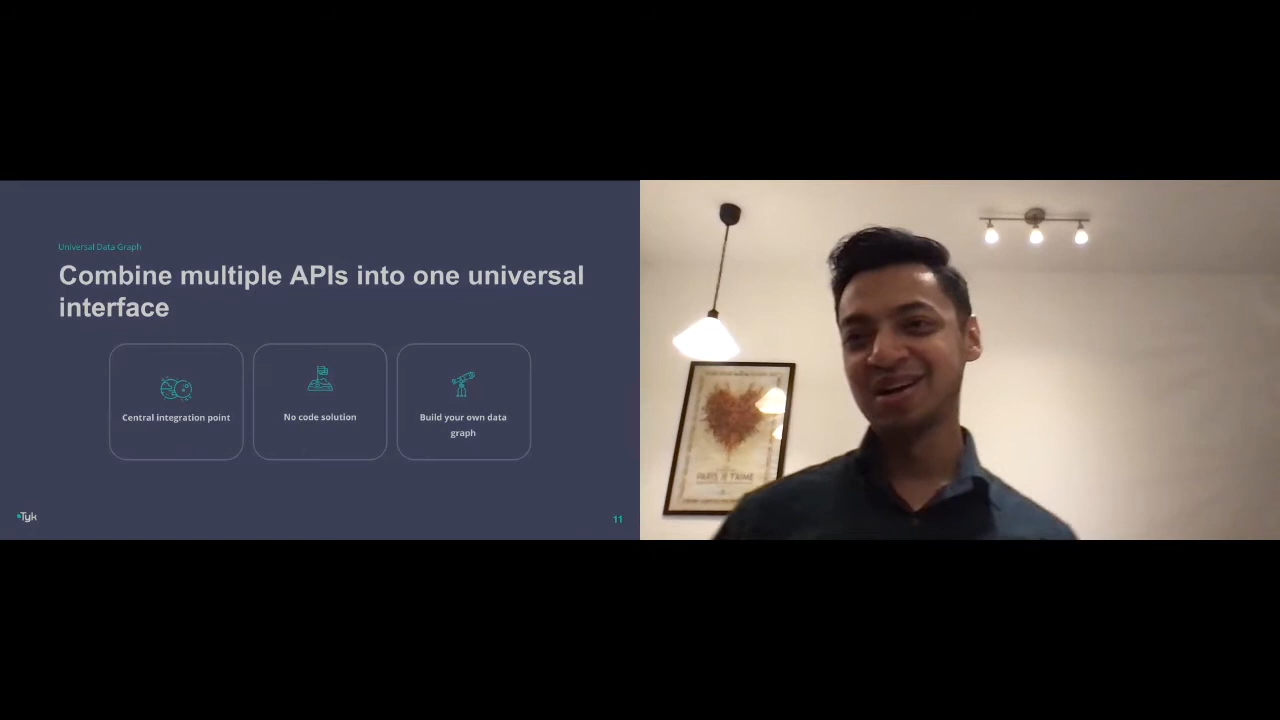 Universal Data Graph
Combine multiple APIs into one universal
interface
Central integration point
No code solution
Build your own data
graph
Tyk
11
PARIS JE T'AIME